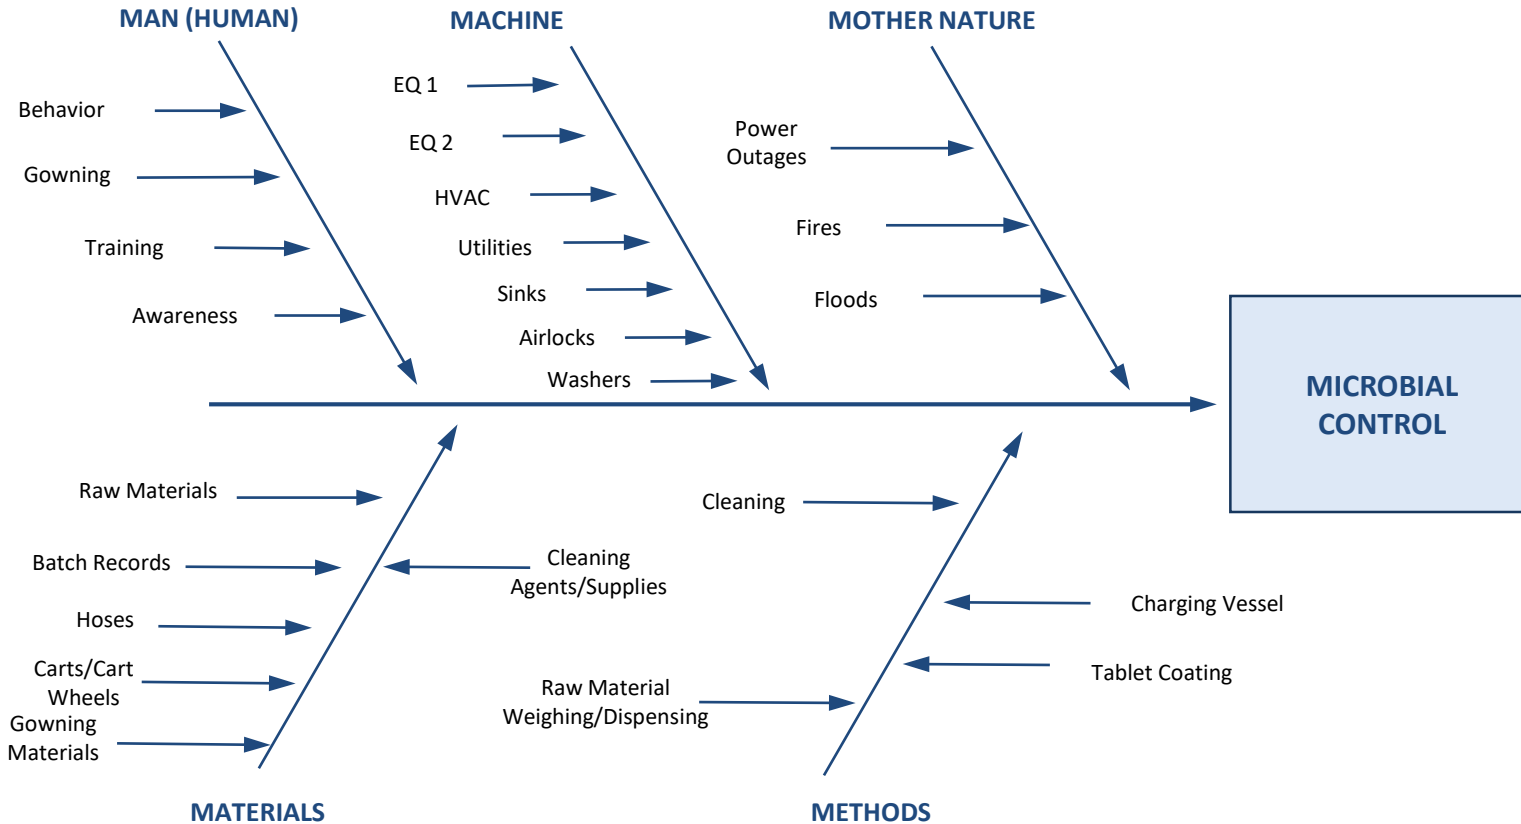 MAN (HUMAN)
MACHINE
MOTHER NATURE
Behavior
Gowning
Training
Awareness
EQ 1
EQ 2
HVAC
Utilities
Sinks
Airlocks
Washers
Power
Outages
Fires
Floods
MICROBIAL
CONTROL
Raw Materials
Batch Records
Hoses
Carts/Cart
Wheels
Gowning
Materials
Cleaning
Agents/Supplies
Cleaning
Raw Material
Weighing/Dispensing
Charging Vessel
Tablet Coating
MATERIALS
METHODS